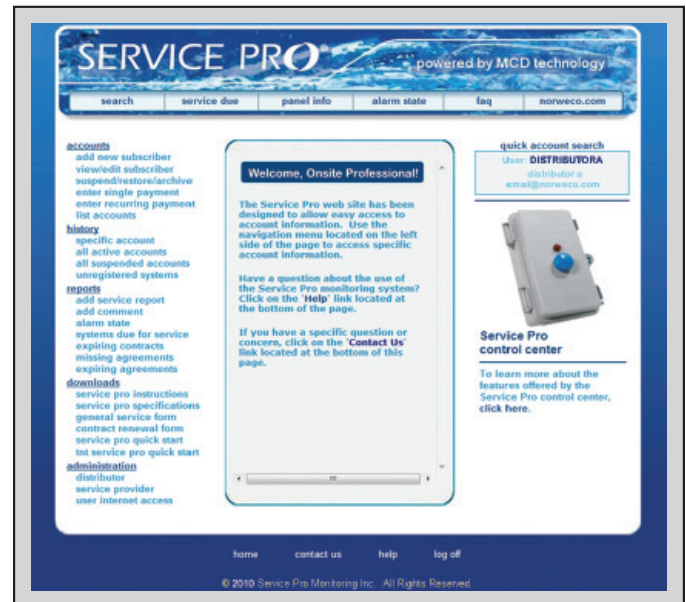 SERVICE PRO®
powered by MCD technology
search service due panel info alarm state faq norweco.com
accounts
add new subscriber
view/edit subscriber
suspend/restore/archive
enter single payment
enter recurring payment
list accounts
history
specific account
all active accounts
all suspended accounts
unregistered systems
reports
add service report
add comment
alarm state
systems due for service
expiring contracts
missing agreements
expiring agreements
downloads
service pro instructions
service pro specifications
general service form
contract renewal form
service pro quick start
tnt service pro quick start
administration
distributor
service provider
user internet access
Welcome, Onsite Professional!
The Service Pro web site has been
designed to allow easy access to
account information. Use the
navigation menu located on the left
side of the page to access specific
account information.
Have a question about the use of
the Service Pro monitoring system?
Click on the 'Help' link located at
the bottom of the page.
If you have a specific question or
concern, click on the 'Contact Us'
link located at the bottom of this
page.
quick account search
User: DISTRIBUTORA
distributor a
email@norweco.com
Service Pro
control center
To learn more about the
features offered by the
Service Pro control center,
click here.
home contact us help log off
© 2010 Service Pro Monitoring Inc. All Rights Reserved.